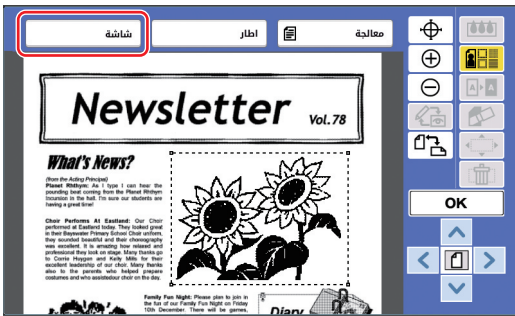 شاشة
اطار
معالجة
Newsletter Vol.78
What's News?
(from the Acting Principal)
Planet Rhthym: As I type I can hear the
pounding beat coming from the Planet Rhthym
Incursion in the hall. I'm sure our students are
having a great time!
Choir Performs At Eastland: Our Choir
performed at Eastland today. They looked great
in their Bayswater Primary School Choir uniform,
they sounded beautiful and their choreography
was excellent. It is amazing how relaxed and
professional they look on stage. Many thanks go
to Corrie Huygan and Kelly Mills for their
excellent leadership of our choir. Many thanks
also to the parents who helped prepare
costumes and who asistedour choir on the day.
Family Fun Night: Please plan to join in
the fun of our Family Fun Night on Friday
10th December. There will be games,
Diary
A
A
OK